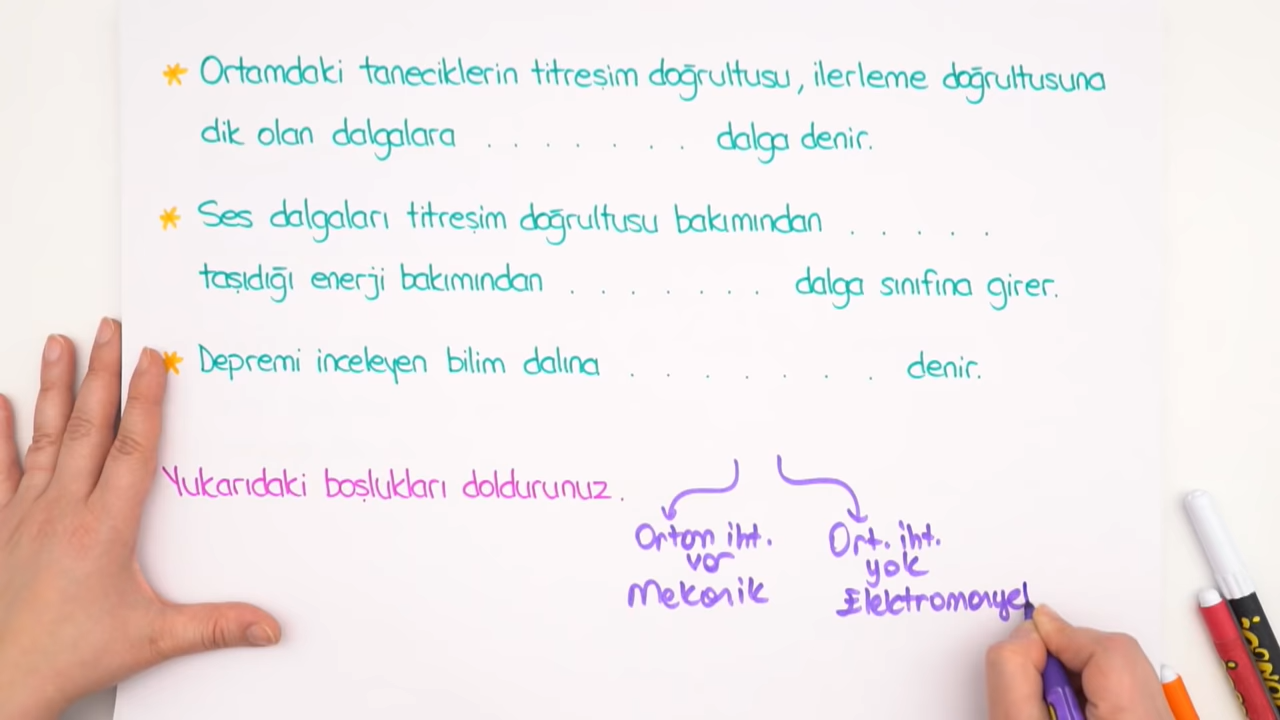 * Ortamdaki taneciklerin titreşim doğrultusu, ilerleme doğrultusuna
dik olan dalgalara . . . . . . . dalga denir.
* Ses dalgaları titreşim doğrultusu bakımından . . . . .
taşıdığı enerji bakımından . . . . . . . dalga sınıfına girer.
* Depremi inceleyen bilim dalına . . . . . . . denir.
Yukarıdaki boşlukları doldurunuz.
Ortam iht.
var
Mekanik
Ort. iht.
yok
Elektromanyet